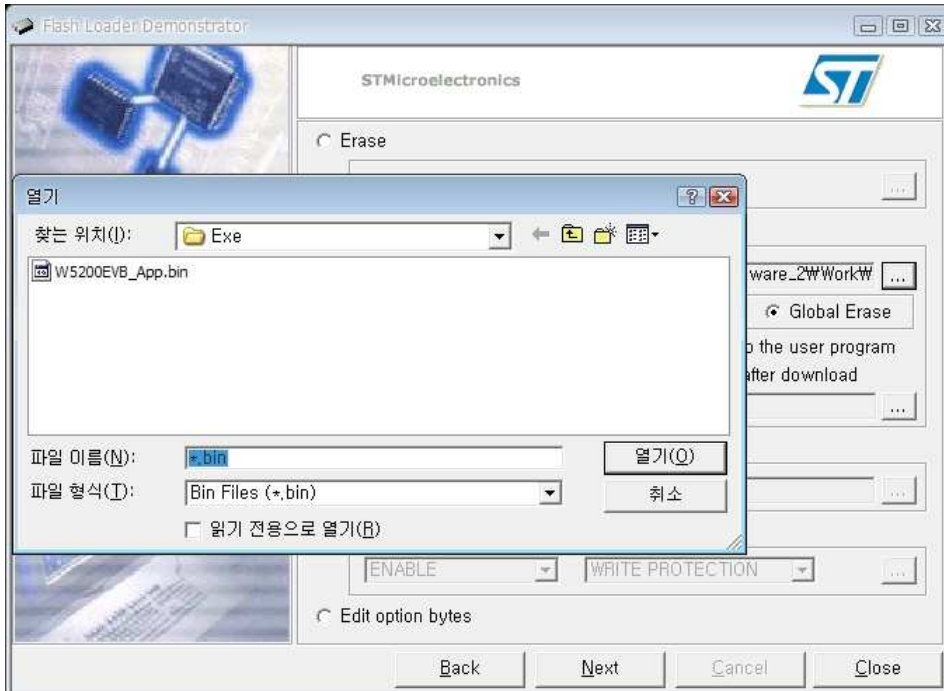 Flash Loader Demonstrator
STMicroelectronics
ST
Erase
...
열기
찾는 위치(I):
Exe
W5200EVB_App.bin
ware_2₩Work₩
...
Global Erase
o the user program
after download
...
파일 이름(N):
*.bin
열기(O)
파일 형식(T):
Bin Files (*.bin)
취소
...
읽기 전용으로 열기(R)
ENABLE
WRITE PROTECTION
...
Edit option bytes
Back
Next
Cancel
Close